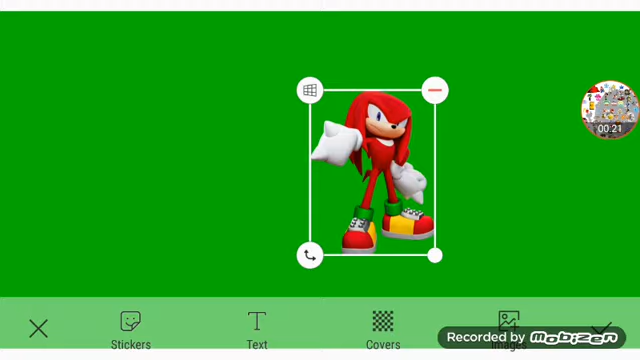 00:21
Stickers
Text
Covers
Images
Recorded by Mobizen